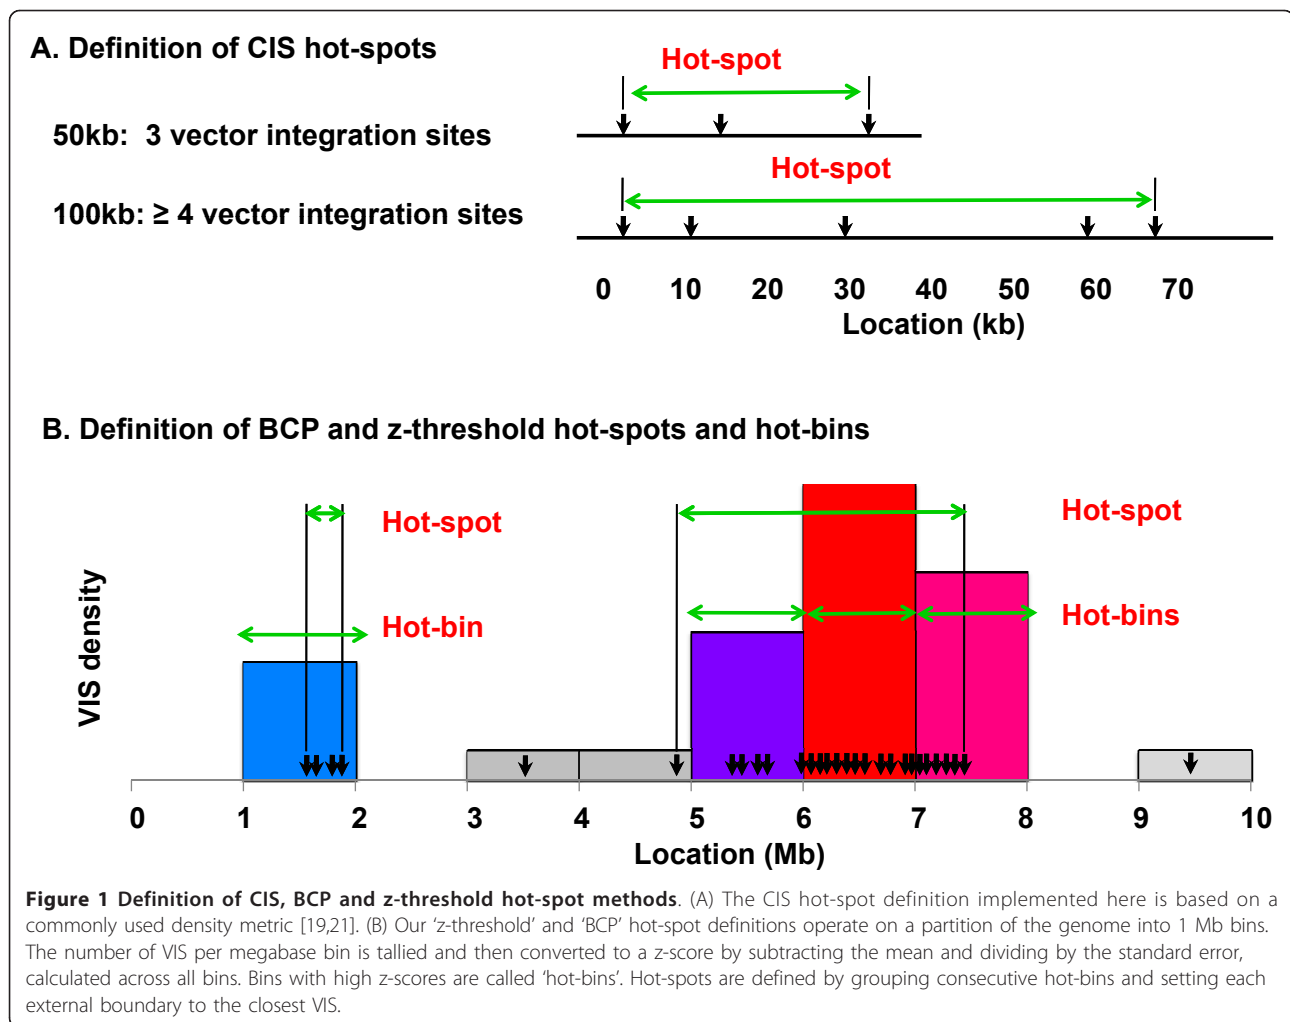 A. Definition of CIS hot-spots
Hot-spot
50kb: 3 vector integration sites
Hot-spot
100kb: ≥ 4 vector integration sites
0 10 20 30 40 50 60 70
Location (kb)
B. Definition of BCP and z-threshold hot-spots and hot-bins
Hot-spot
Hot-spot
Hot-bin
Hot-bins
VIS density
0 1 2 3 4 5 6 7 8 9 10
Location (Mb)
Figure 1 Definition of CIS, BCP and z-threshold hot-spot methods. (A) The CIS hot-spot definition implemented here is based on a
commonly used density metric [19,21]. (B) Our ‘z-threshold’ and ‘BCP’ hot-spot definitions operate on a partition of the genome into 1 Mb bins.
The number of VIS per megabase bin is tallied and then converted to a z-score by subtracting the mean and dividing by the standard error,
calculated across all bins. Bins with high z-scores are called ‘hot-bins’. Hot-spots are defined by grouping consecutive hot-bins and setting each
external boundary to the closest VIS.